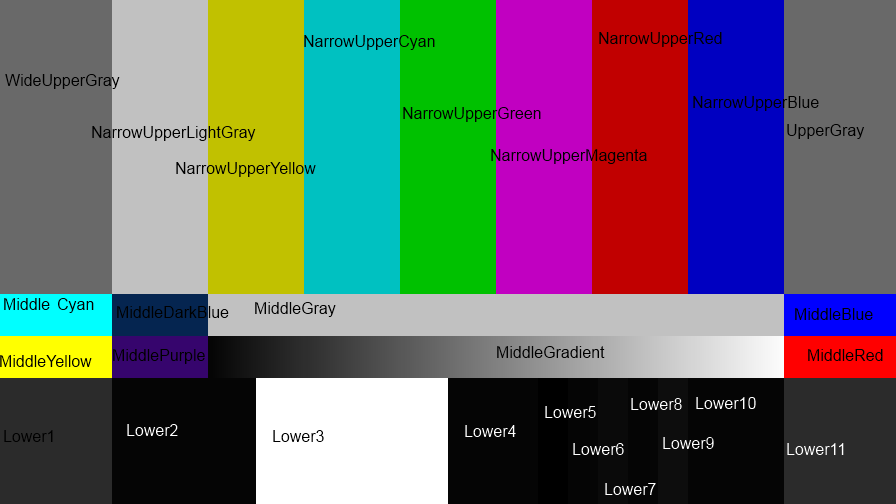 WideUpperGray
NarrowUpperLightGray
NarrowUpperYellow
NarrowUpperCyan
NarrowUpperGreen
NarrowUpperMagenta
NarrowUpperRed
NarrowUpperBlue
UpperGray
Middle Cyan
MiddleDarkBlue
MiddleGray
MiddleBlue
MiddleYellow
MiddlePurple
MiddleGradient
MiddleRed
Lower1
Lower2
Lower3
Lower4
Lower5
Lower6
Lower7
Lower8
Lower9
Lower10
Lower11